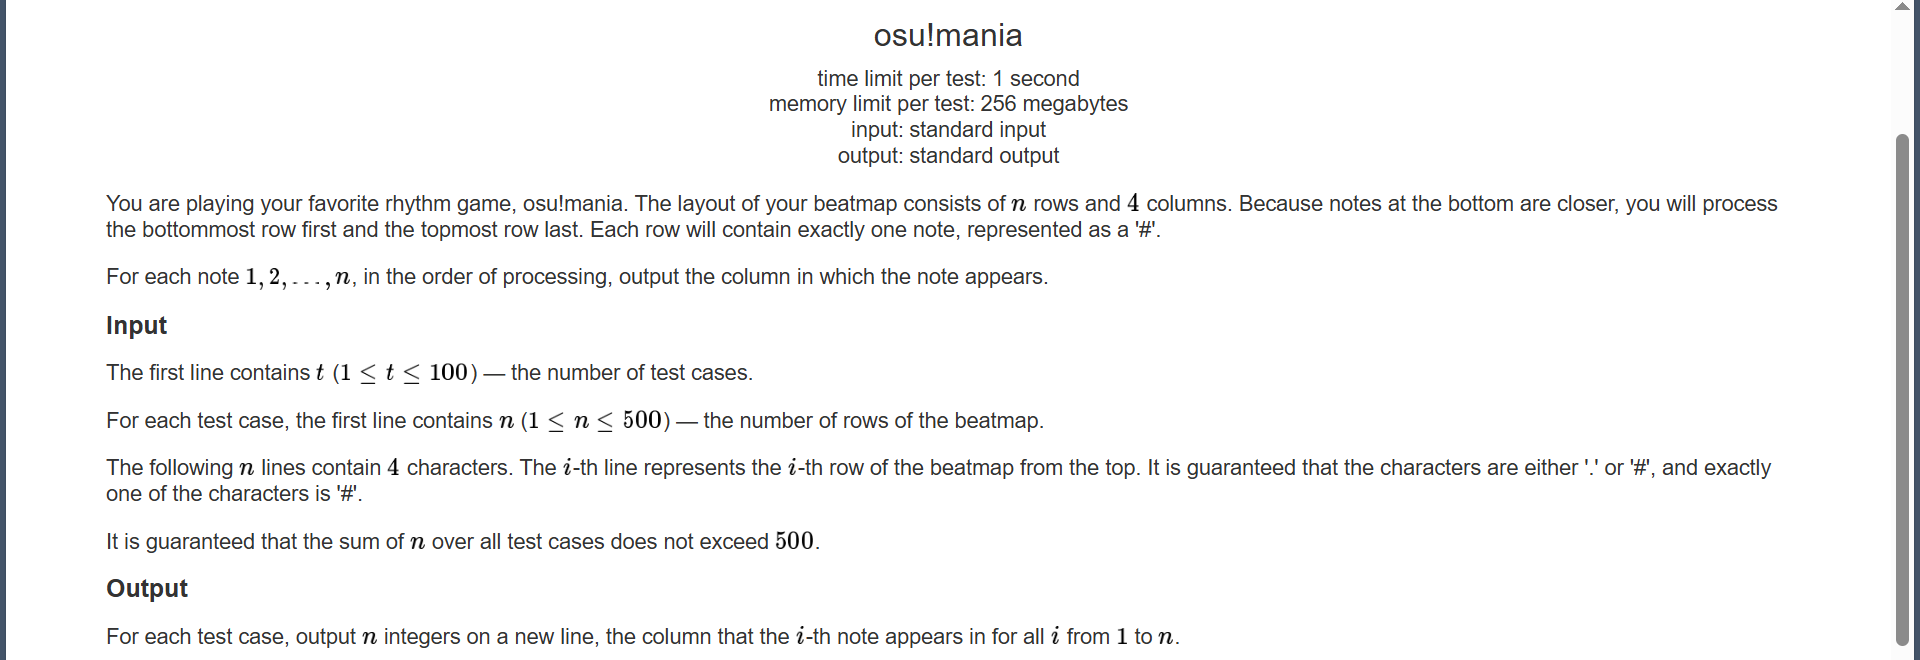 osu!mania
time limit per test: 1 second
memory limit per test: 256 megabytes
input: standard input
output: standard output
You are playing your favorite rhythm game, osu!mania. The layout of your beatmap consists of n rows and 4 columns. Because notes at the bottom are closer, you will process
the bottommost row first and the topmost row last. Each row will contain exactly one note, represented as a '#'.
For each note 1, 2, . . . , n, in the order of processing, output the column in which the note appears.
Input
The first line contains t (1 ≤ t ≤ 100) — the number of test cases.
For each test case, the first line contains n (1 ≤ n ≤ 500) — the number of rows of the beatmap.
The following n lines contain 4 characters. The i-th line represents the i-th row of the beatmap from the top. It is guaranteed that the characters are either '.' or '#', and exactly
one of the characters is '#'.
It is guaranteed that the sum of n over all test cases does not exceed 500.
Output
For each test case, output n integers on a new line, the column that the i-th note appears in for all i from 1 to n.